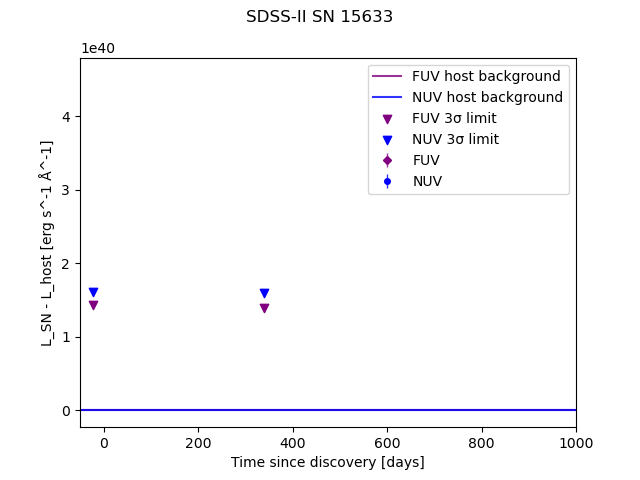 SDSS-II SN 15633
1e40
FUV host background
NUV host background
FUV 3σ limit
NUV 3σ limit
FUV
NUV
L_SN - L_host [erg s^-1 Å^-1]
4
3
2
1
0
0 200 400 600 800 1000
Time since discovery [days]